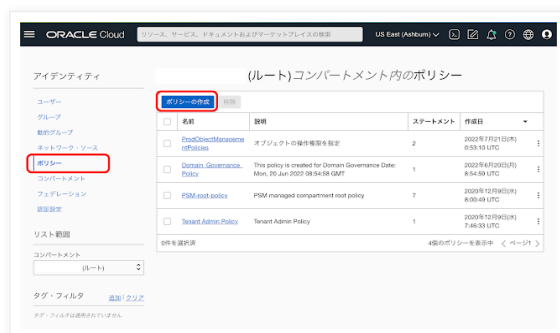 ORACLE Cloud
リソース、サービス、ドキュメントおよびマーケットプレイスの検索
US East (Ashburn)
アイデンティティ
ユーザー
グループ
動的グループ
ネットワーク・ソース
ポリシー
コンパートメント
フェデレーション
認証設定
リスト範囲
コンパートメント
(ルート)
タグ・フィルタ 追加 | クリア
タグ・フィルタは適用されていません
(ルート)コンパートメント内のポリシー
ポリシーの作成 削除
名前 説明 ステートメント 作成日
ProdObjectManagementPolicies オブジェクトの操作権限を指定 2 2022年7月21日(木) 0:53:10 UTC
Domain_Governance_Policy This policy is created for Domain Governance Date: Mon, 20 Jun 2022 08:54:58 GMT 1 2022年6月20日(月) 8:54:59 UTC
PSM-root-policy PSM managed compartment root policy 7 2020年12月9日(水) 8:00:49 UTC
Tenant Admin Policy Tenant Admin Policy 1 2020年12月9日(水) 7:46:33 UTC
0件を選択済 4個のポリシーを表示中 < ページ1 >